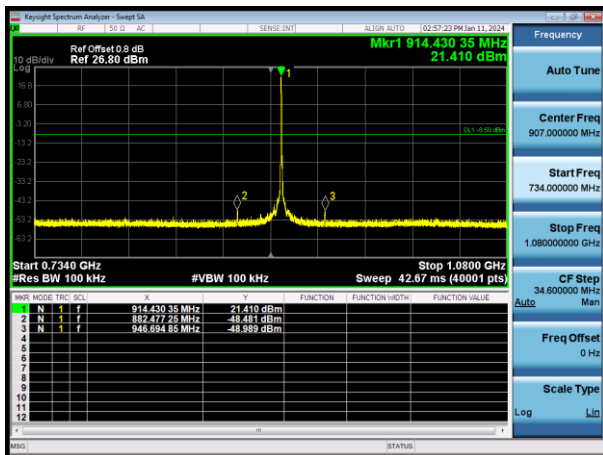 Keysight Spectrum Analyzer - Swept SA
RF 50 Ω AC SENSE:INT ALIGN AUTO 02:57:23 PM Jan 11, 2024
Mkr1 914.430 35 MHz
21.410 dBm
Ref Offset 0.8 dB
10 dB/div Ref 26.80 dBm
Log
1
16.8
6.80
-3.20
DL1 -8.59 dBm
-13.2
-23.2
-33.2
-43.2
2 3
-53.2
-63.2
Start 0.7340 GHz Stop 1.0800 GHz
#Res BW 100 kHz #VBW 100 kHz Sweep 42.67 ms (40001 pts)
MKR MODE TRC SCL X Y FUNCTION FUNCTION WIDTH FUNCTION VALUE
1 N 1 f 914.430 35 MHz 21.410 dBm
2 N 1 f 882.477 25 MHz -48.481 dBm
3 N 1 f 946.694 85 MHz -48.989 dBm
4
5
6
7
8
9
10
11
12
MSG STATUS
Frequency
Auto Tune
Center Freq
907.000000 MHz
Start Freq
734.000000 MHz
Stop Freq
1.080000000 GHz
CF Step
34.600000 MHz
Auto Man
Freq Offset
0 Hz
Scale Type
Log Lin